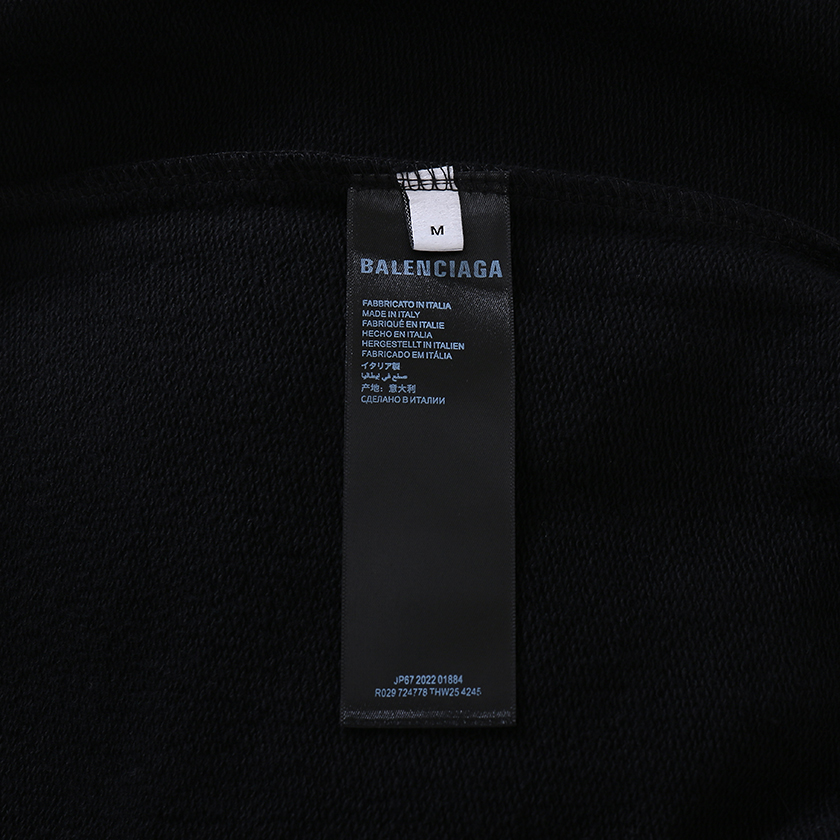 M
BALENCIAGA
FABBRICATO IN ITALIA
MADE IN ITALY
FABRIQUÉ EN ITALIE
HECHO EN ITALIA
HERGESTELLT IN ITALIEN
FABRICADO EM ITÁLIA
イタリア製
صنع في إيطاليا
产地：意大利
СДЕЛАНО В ИТАЛИИ
JP67 2022 01884
R029 724778 THW25 4245